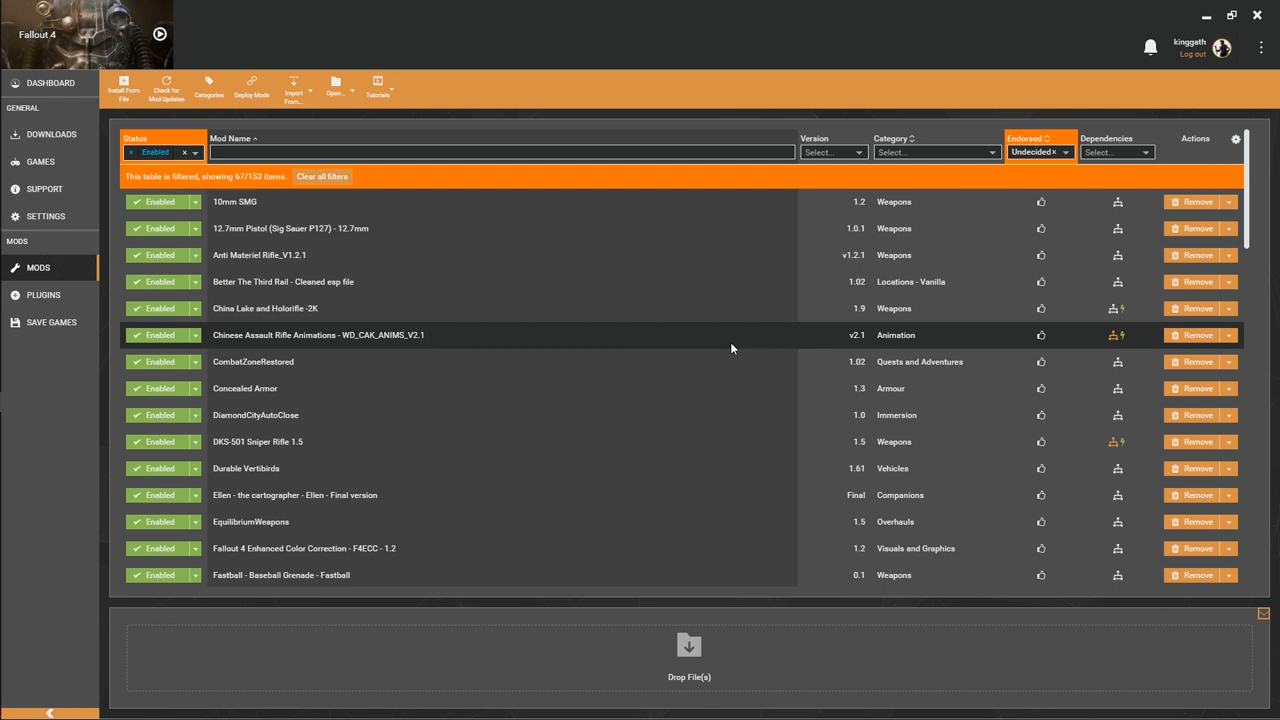 Fallout 4
kinggath
Log out
DASHBOARD
GENERAL
DOWNLOADS
GAMES
SUPPORT
SETTINGS
MODS
MODS
PLUGINS
SAVE GAMES
Install From File
Check for Mod Updates
Categories
Deploy Mods
Import From...
Open...
Tutorials
Status Mod Name Version Category Endorsed Dependencies Actions
× Enabled × Select... Select... Undecided× Select...
This table is filtered, showing 67/153 items. Clear all filters
Enabled 10mm SMG 1.2 Weapons Remove
Enabled 12.7mm Pistol (Sig Sauer P127) - 12.7mm 1.0.1 Weapons Remove
Enabled Anti Materiel Rifle_V1.2.1 v1.2.1 Weapons Remove
Enabled Better The Third Rail - Cleaned esp file 1.02 Locations - Vanilla Remove
Enabled China Lake and Holorifle -2K 1.9 Weapons Remove
Enabled Chinese Assault Rifle Animations - WD_CAK_ANIMS_V2.1 v2.1 Animation Remove
Enabled CombatZoneRestored 1.02 Quests and Adventures Remove
Enabled Concealed Armor 1.3 Armour Remove
Enabled DiamondCityAutoClose 1.0 Immersion Remove
Enabled DKS-501 Sniper Rifle 1.5 1.5 Weapons Remove
Enabled Durable Vertibirds 1.61 Vehicles Remove
Enabled Ellen - the cartographer - Ellen - Final version Final Companions Remove
Enabled EquilibriumWeapons 1.5 Overhauls Remove
Enabled Fallout 4 Enhanced Color Correction - F4ECC - 1.2 1.2 Visuals and Graphics Remove
Enabled Fastball - Baseball Grenade - Fastball 0.1 Weapons Remove
Drop File(s)